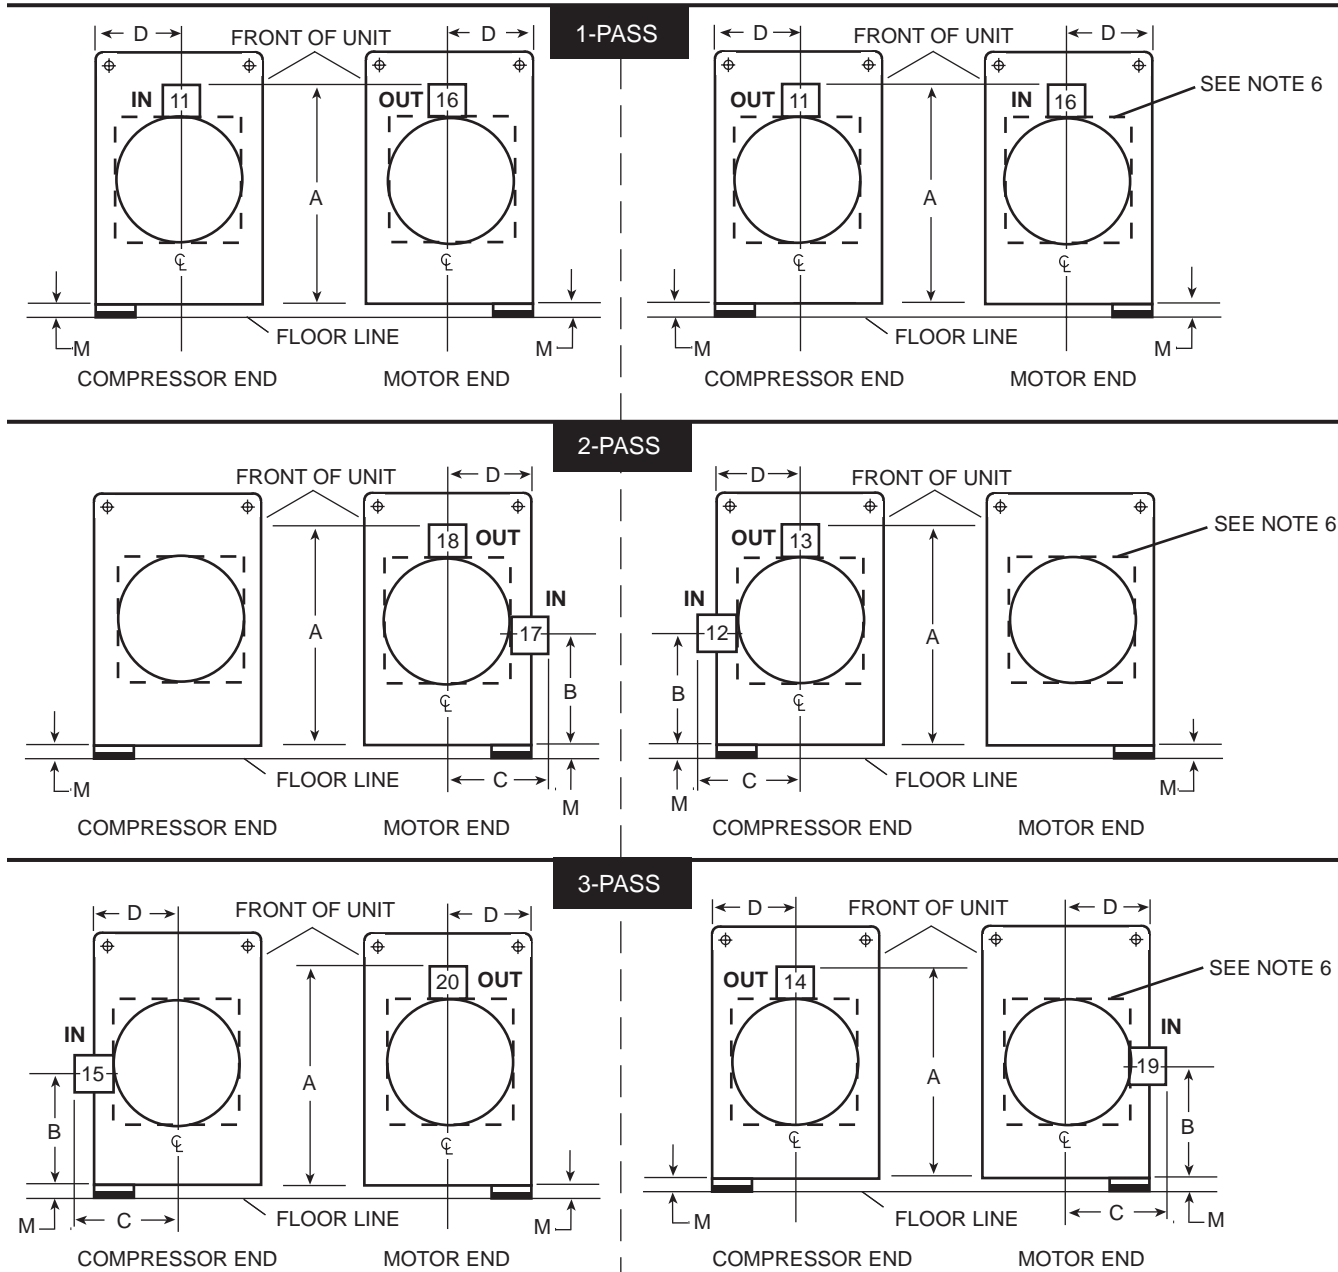 1-PASS
D FRONT OF UNIT D
D FRONT OF UNIT D
IN 11 OUT 16
OUT 11 IN 16
SEE NOTE 6
A
A
℄ ℄
℄ ℄
M FLOOR LINE M
M FLOOR LINE M
COMPRESSOR END MOTOR END
COMPRESSOR END MOTOR END
2-PASS
FRONT OF UNIT D
D FRONT OF UNIT
18 OUT
OUT 13
SEE NOTE 6
IN
17
IN
12
A
A
B
B
℄
℄
M FLOOR LINE C M
M C FLOOR LINE M
COMPRESSOR END MOTOR END
COMPRESSOR END MOTOR END
3-PASS
D FRONT OF UNIT D
D FRONT OF UNIT D
20 OUT
OUT 14
SEE NOTE 6
IN
15
IN
19
A
A
B
B
℄ ℄
℄ ℄
M C FLOOR LINE M
M FLOOR LINE C M
COMPRESSOR END MOTOR END
COMPRESSOR END MOTOR END